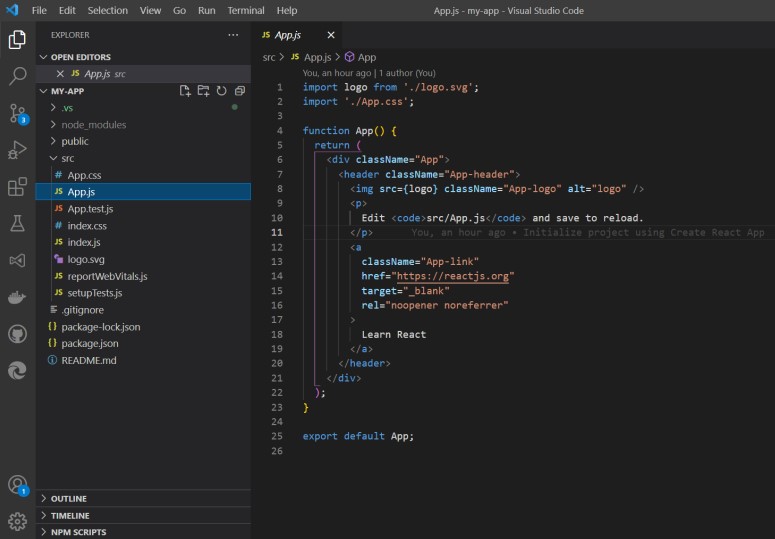 File Edit Selection View Go Run Terminal Help
App.js - my-app - Visual Studio Code
EXPLORER
OPEN EDITORS
App.js src
MY-APP
.vs
node_modules
public
src
App.css
App.js
App.test.js
index.css
index.js
logo.svg
reportWebVitals.js
setupTests.js
.gitignore
package-lock.json
package.json
README.md
OUTLINE
TIMELINE
NPM SCRIPTS
3
1
JS App.js
src > JS App.js > App
You, an hour ago | 1 author (You)
1 import logo from './logo.svg';
2 import './App.css';
3
4 function App() {
5 return (
6 <div className="App">
7 <header className="App-header">
8 <img src={logo} className="App-logo" alt="logo" />
9 <p>
10 Edit <code>src/App.js</code> and save to reload.
11 </p> You, an hour ago • Initialize project using Create React App
12 <a
13 className="App-link"
14 href="https://reactjs.org"
15 target="_blank"
16 rel="noopener noreferrer"
17 >
18 Learn React
19 </a>
20 </header>
21 </div>
22 );
23 }
24
25 export default App;
26